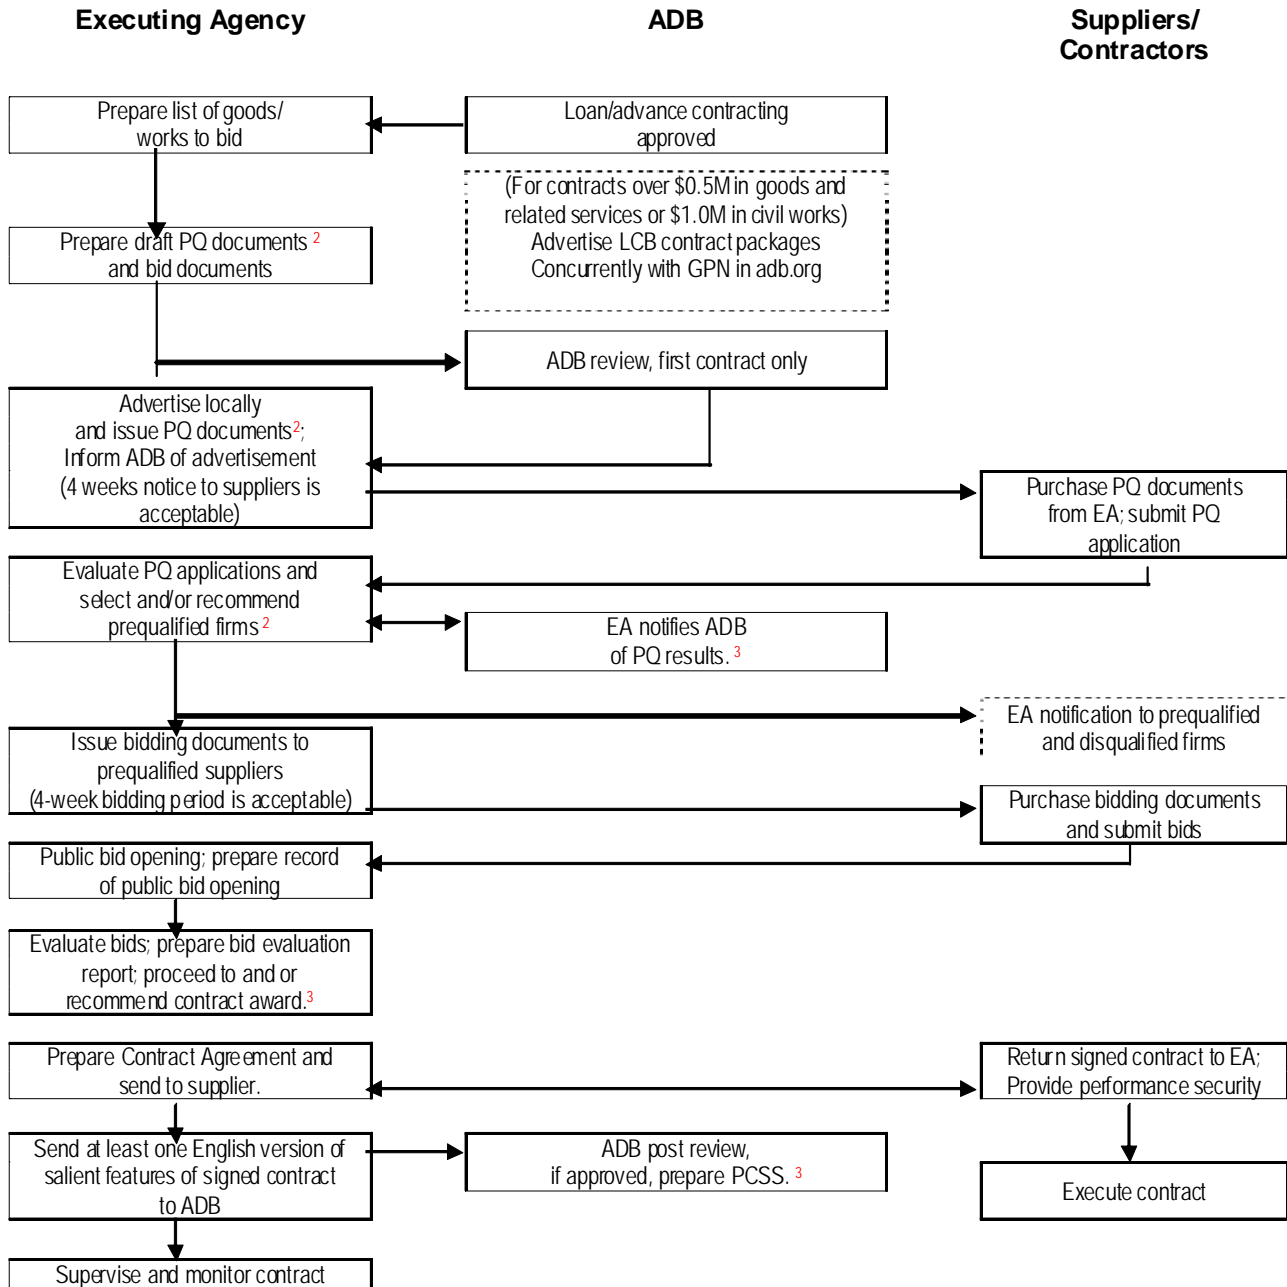 Executing Agency
ADB
Suppliers/
Contractors
Prepare list of goods/
works to bid
Loan/advance contracting
approved
(For contracts over $0.5M in goods and
related services or $1.0M in civil works)
Advertise LCB contract packages
Concurrently with GPN in adb.org
Prepare draft PQ documents 2
and bid documents
ADB review, first contract only
Advertise locally
and issue PQ documents2;
Inform ADB of advertisement
(4 weeks notice to suppliers is
acceptable)
Purchase PQ documents
from EA; submit PQ
application
Evaluate PQ applications and
select and/or recommend
prequalified firms 2
EA notifies ADB
of PQ results. 3
EA notification to prequalified
and disqualified firms
Issue bidding documents to
prequalified suppliers
(4-week bidding period is acceptable)
Purchase bidding documents
and submit bids
Public bid opening; prepare record
of public bid opening
Evaluate bids; prepare bid evaluation
report; proceed to and or
recommend contract award.3
Prepare Contract Agreement and
send to supplier.
Return signed contract to EA;
Provide performance security
Send at least one English version of
salient features of signed contract
to ADB
ADB post review,
if approved, prepare PCSS. 3
Execute contract
Supervise and monitor contract